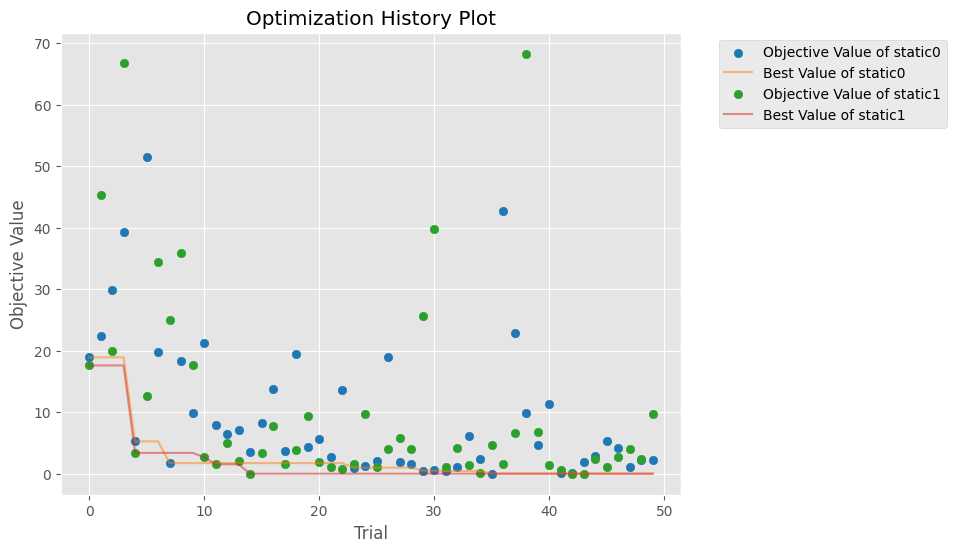 Optimization History Plot
Objective Value of static0
Best Value of static0
Objective Value of static1
Best Value of static1
Objective Value
70
60
50
40
30
20
10
0
0 10 20 30 40 50
Trial